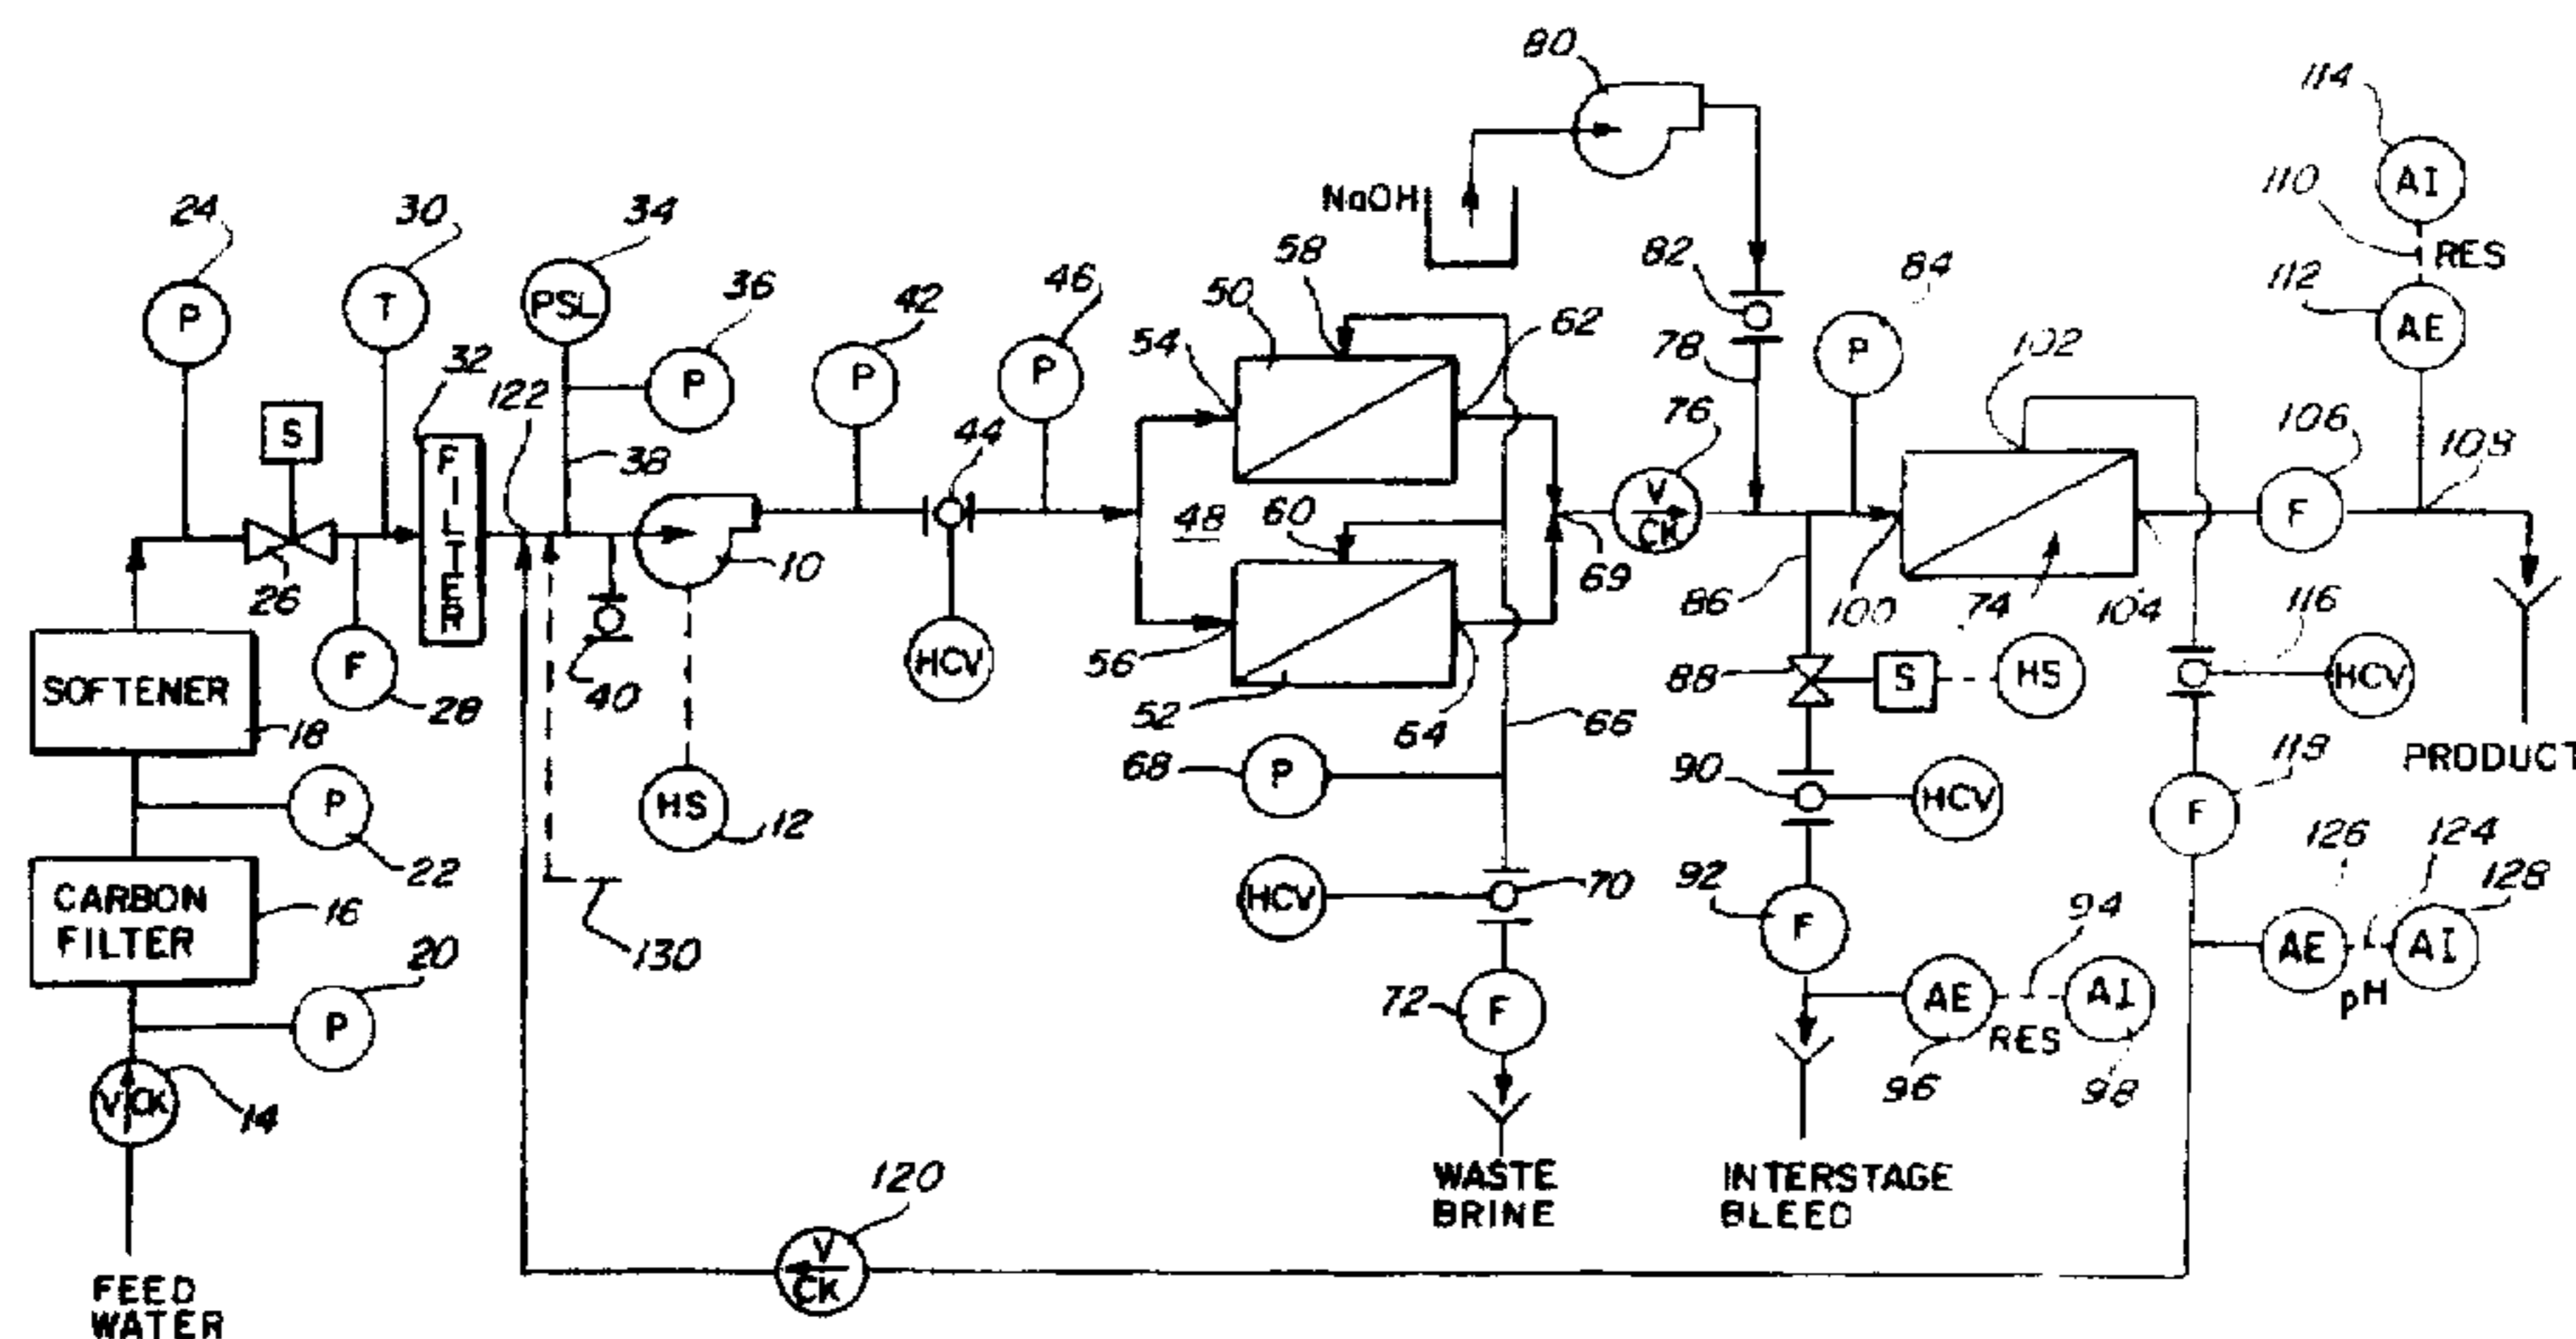 80
114
AI
110
RES
112
AE
NaOH
24
30
34
P
T
PSL
36
P
32
122
S
26
FILTER
38
42
P
46
P
44
58
50
54
62
82
78
84
P
76
V
CK
102
106
F
108
10
48
60
69
86
100
74
104
116
SOFTENER
18
F
28
40
HCV
56
52
64
66
88
S
HS
HCV
PRODUCT
68
P
90
HCV
118
F
P
22
HS
12
CARBON
FILTER
16
20
P
130
HCV
70
92
F
94
126
124
128
AE
AI
pH
72
F
AE
AI
RES
96
98
V CK
14
WASTE
BRINE
INTERSTAGE
BLEED
120
V
CK
FEED
WATER